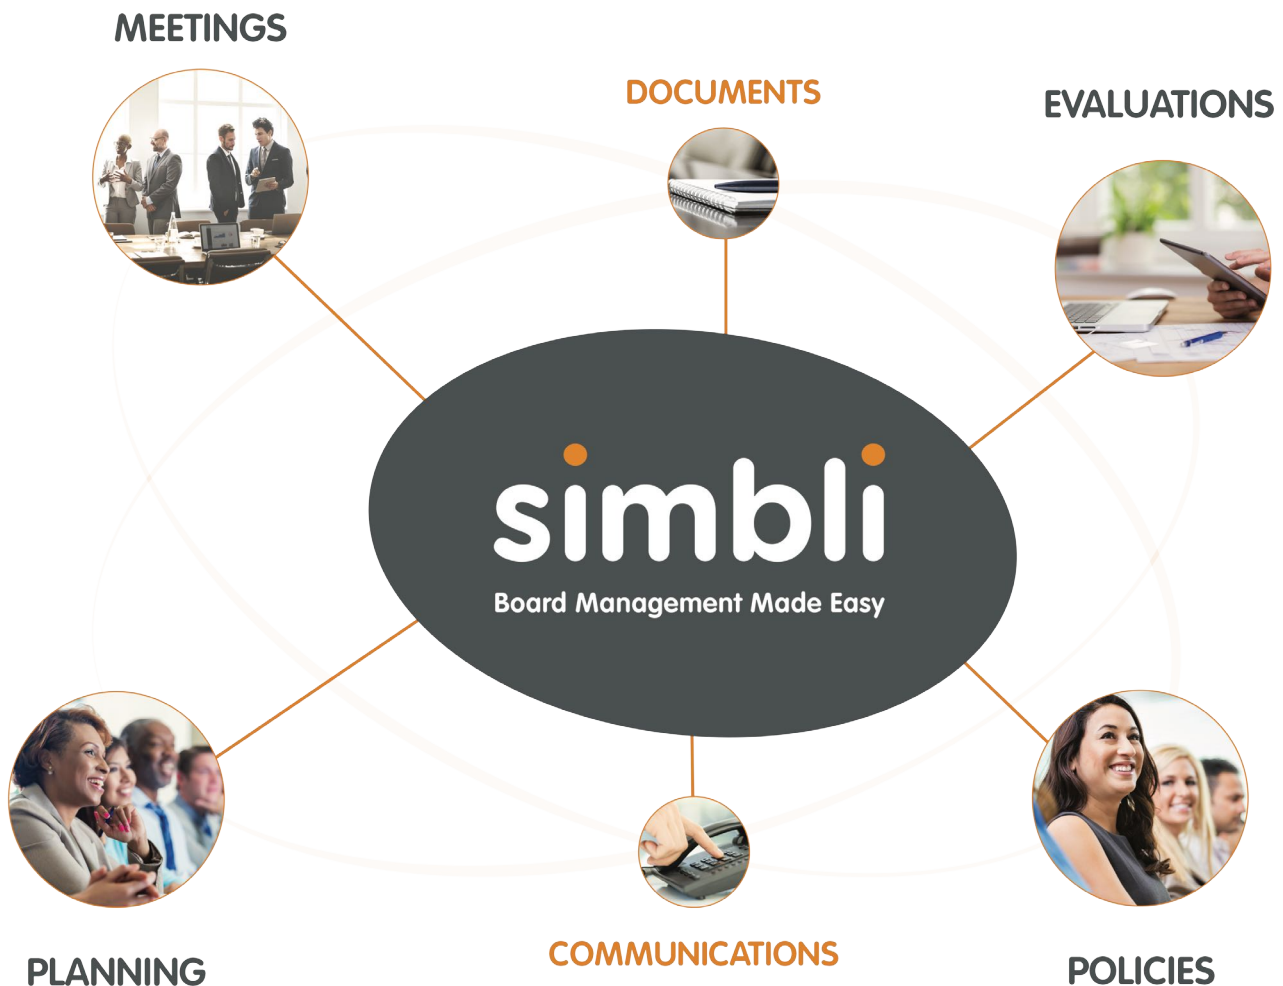 MEETINGS
DOCUMENTS
EVALUATIONS
simbli
Board Management Made Easy
PLANNING
COMMUNICATIONS
POLICIES